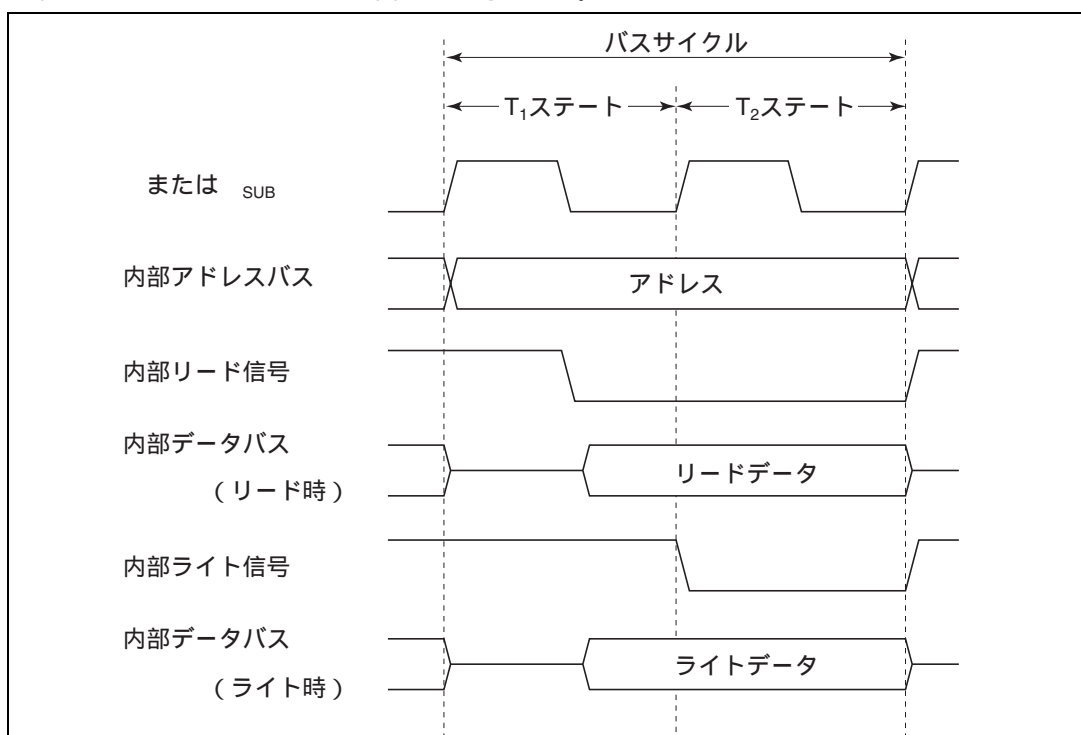 バスサイクル
T₁ステート
T₂ステート
または SUB
内部アドレスバス
アドレス
内部リード信号
内部データバス
(リード時)
リードデータ
内部ライト信号
内部データバス
(ライト時)
ライトデータ